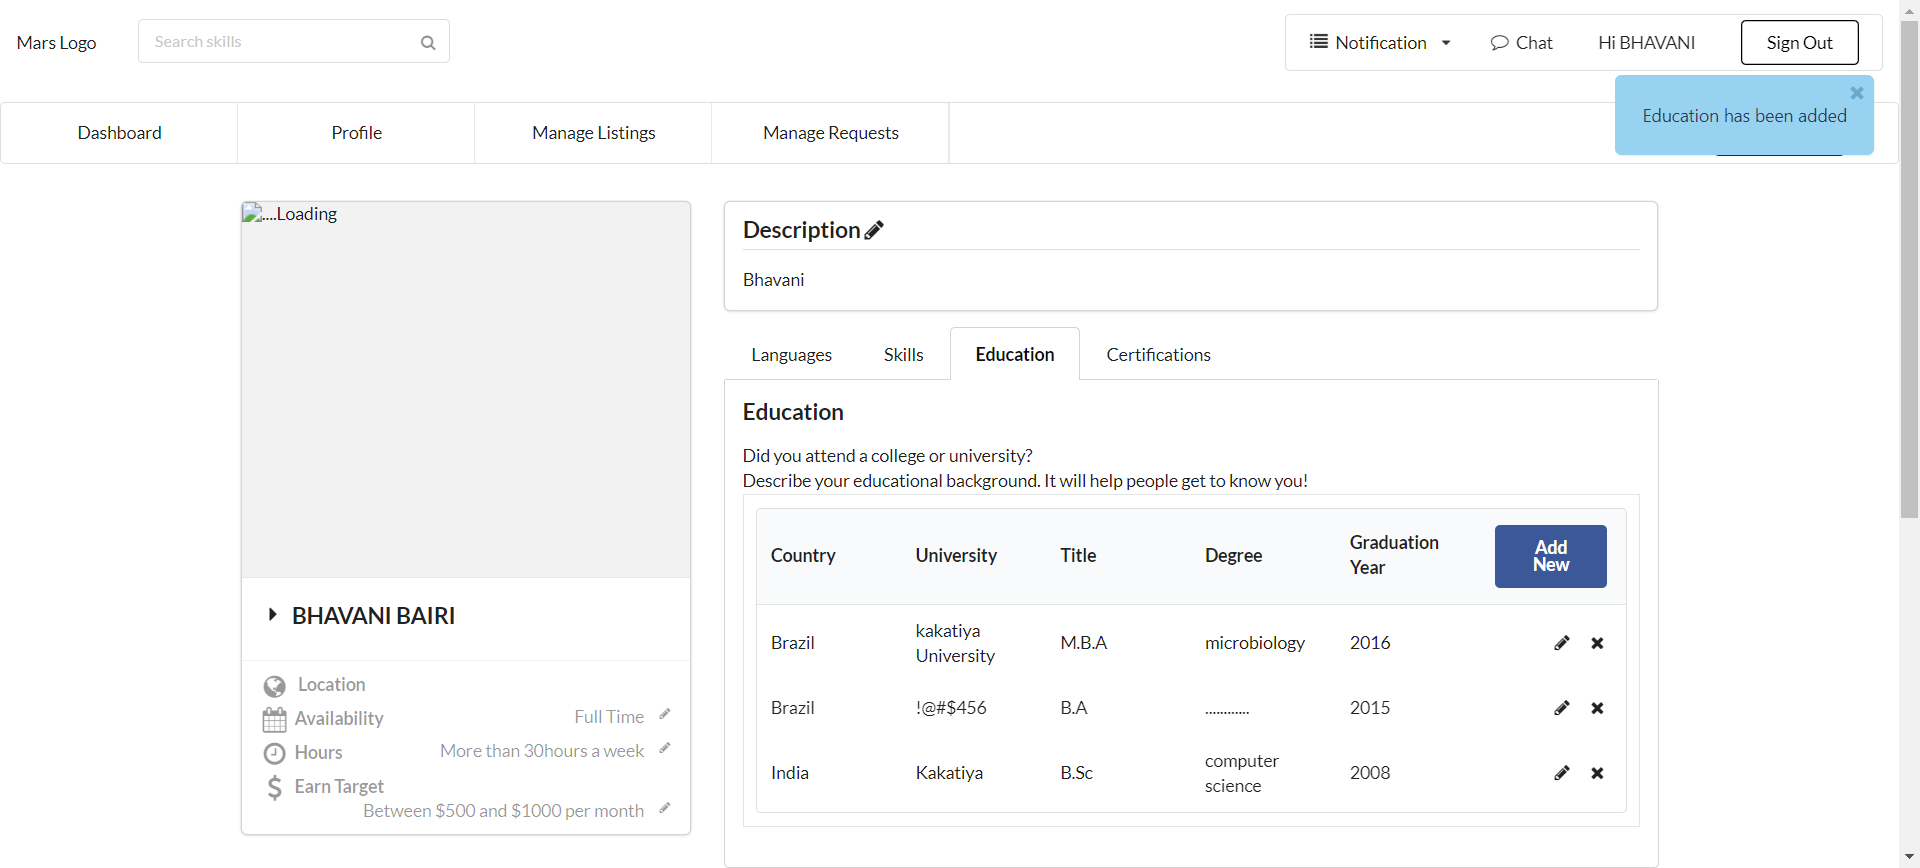 Mars Logo
Search skills
Notification
Chat
Hi BHAVANI
Sign Out
Education has been added
Dashboard
Profile
Manage Listings
Manage Requests
....Loading
BHAVANI BAIRI
Location
Availability
Full Time
Hours
More than 30hours a week
Earn Target
Between $500 and $1000 per month
Description
Bhavani
Languages
Skills
Education
Certifications
Education
Did you attend a college or university?
Describe your educational background. It will help people get to know you!
Country
University
Title
Degree
Graduation
Year
Add
New
Brazil
kakatiya
University
M.B.A
microbiology
2016
Brazil
!@#$456
B.A
............
2015
India
Kakatiya
B.Sc
computer
science
2008